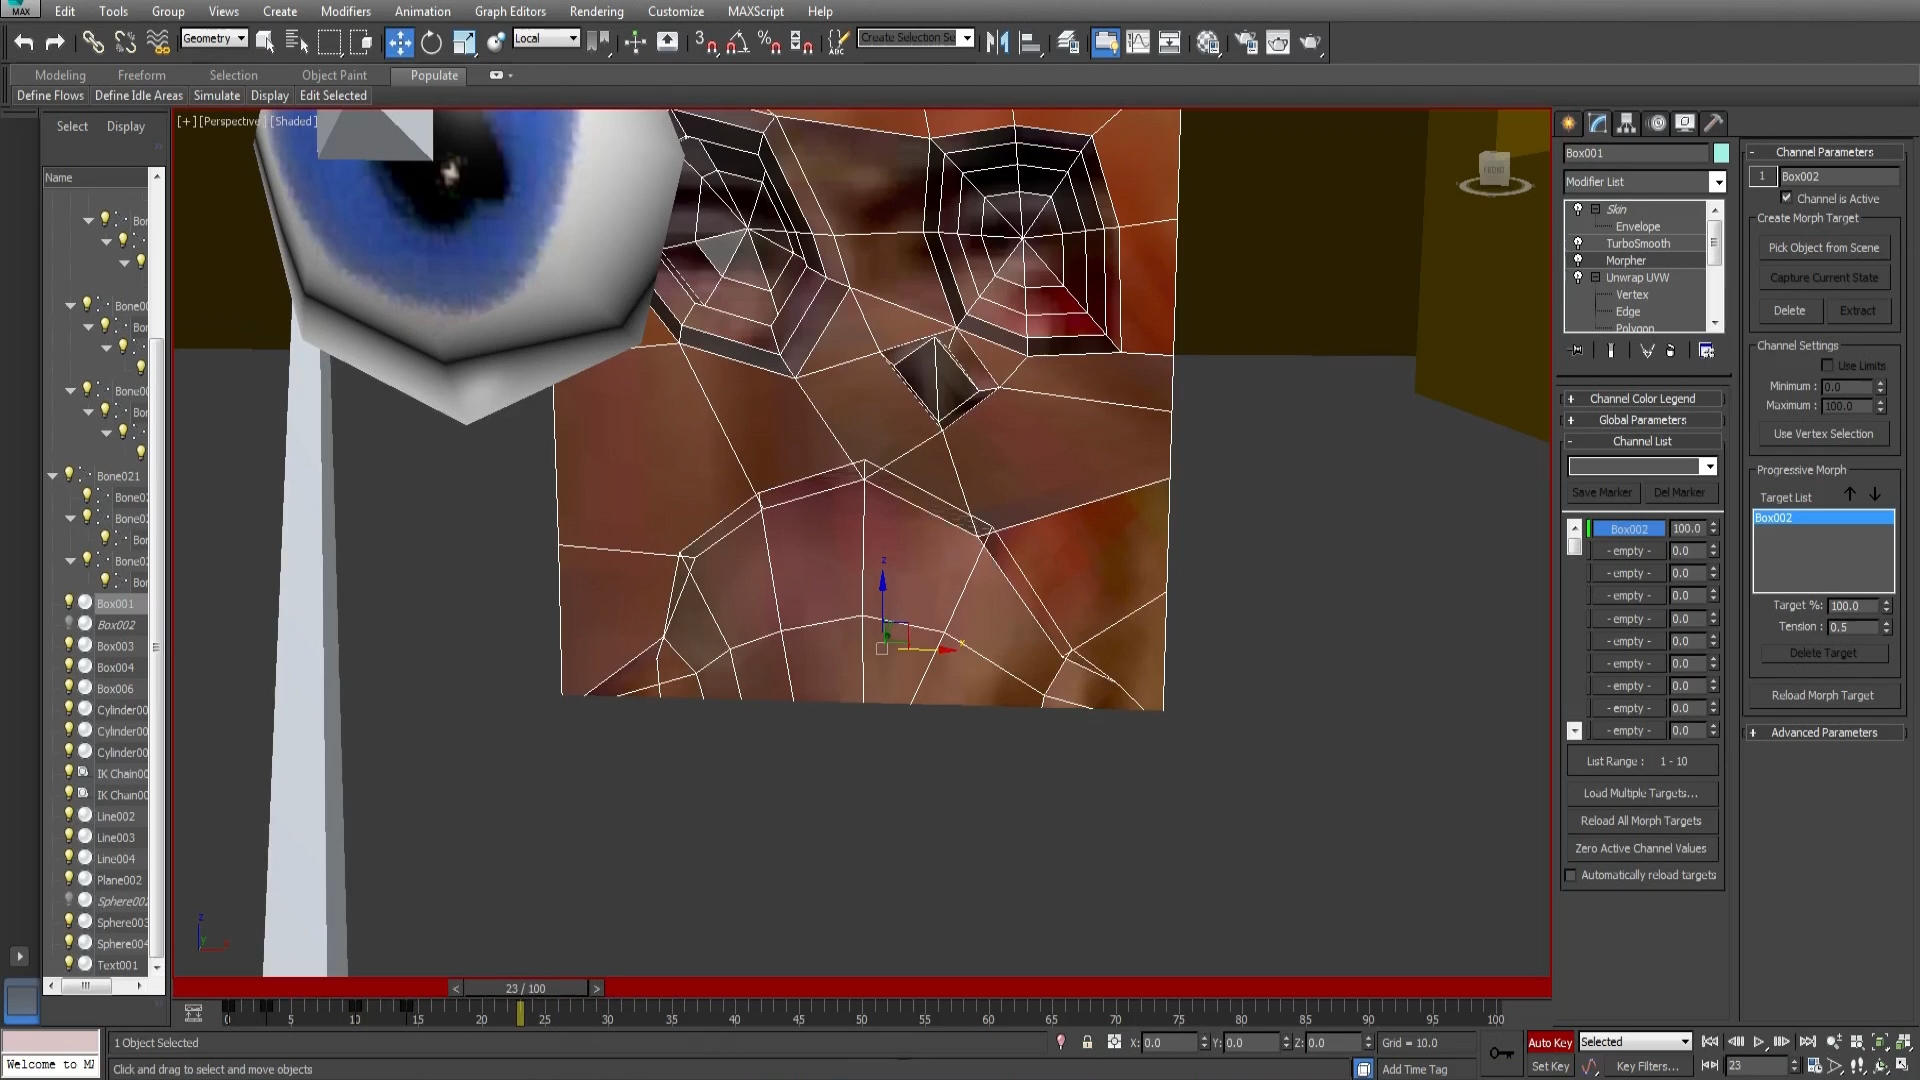 MAX Edit Tools Group Views Create Modifiers Animation Graph Editors Rendering Customize MAXScript Help
Geometry Local 3 % ABC Create Selection Se
Modeling Freeform Selection Object Paint Populate
Define Flows Define Idle Areas Simulate Display Edit Selected
Select Display
Name
Bon
Bone00
Bon
Bone00
Bon
Bone021
Bone02
Bone02
Bon
Bone02
Bon
Box001
Box002
Box003
Box004
Box006
Cylinder00
Cylinder00
Cylinder00
IK Chain00
IK Chain00
Line002
Line003
Line004
Plane002
Sphere002
Sphere003
Sphere004
Text001
[+] [Perspective] [Shaded]
FRONT
z
x
z
y
Box001
Modifier List
Skin
Envelope
TurboSmooth
Morpher
Unwrap UVW
Vertex
Edge
Polygon
+ Channel Color Legend
+ Global Parameters
- Channel List
Save Marker Del Marker
Box002 100.0
- empty - 0.0
- empty - 0.0
- empty - 0.0
- empty - 0.0
- empty - 0.0
- empty - 0.0
- empty - 0.0
- empty - 0.0
- empty - 0.0
List Range : 1 - 10
Load Multiple Targets...
Reload All Morph Targets
Zero Active Channel Values
Automatically reload targets
- Channel Parameters
1 Box002
Channel is Active
Create Morph Target
Pick Object from Scene
Capture Current State
Delete Extract
Channel Settings
Use Limits
Minimum : 0.0
Maximum : 100.0
Use Vertex Selection
Progressive Morph
Target List
Box002
Target %: 100.0
Tension : 0.5
Delete Target
Reload Morph Target
+ Advanced Parameters
< 23 / 100 >
0 5 10 15 20 25 30 35 40 45 50 55 60 65 70 75 80 85 90 95 100
1 Object Selected X: 0.0 Y: 0.0 Z: 0.0 Grid = 10.0 Auto Key Selected
Welcome to M Click and drag to select and move objects Add Time Tag Set Key Key Filters... 23